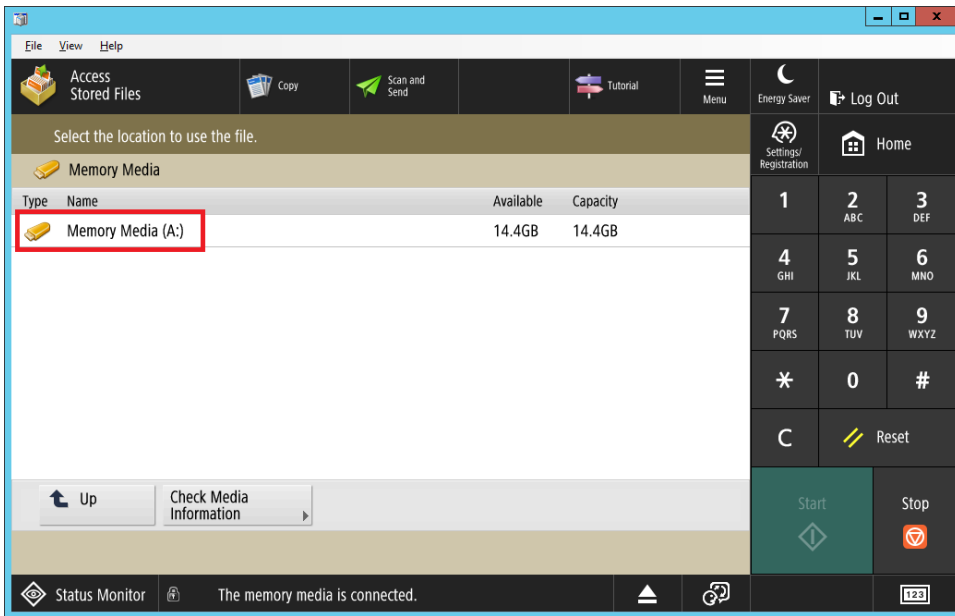 File View Help
Access
Stored Files
Copy
Scan and
Send
Tutorial
Menu
Energy Saver
Log Out
Select the location to use the file.
Settings/
Registration
Home
Memory Media
Type Name Available Capacity
Memory Media (A:) 14.4GB 14.4GB
1 2 3
ABC DEF
4 5 6
GHI JKL MNO
7 8 9
PQRS TUV WXYZ
* 0 #
C Reset
Up
Check Media
Information
Start Stop
Status Monitor The memory media is connected. 123